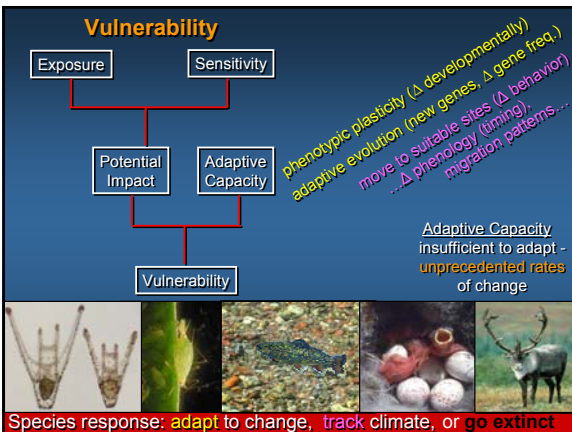 Vulnerability
Exposure
Sensitivity
phenotypic plasticity (Δ developmentally)
adaptive evolution (new genes, Δ gene freq.)
move to suitable sites (Δ behavior)
...Δ phenology (timing),
migration patterns...
Potential
Impact
Adaptive
Capacity
Adaptive Capacity
insufficient to adapt -
unprecedented rates
of change
Vulnerability
Species response: adapt to change, track climate, or go extinct